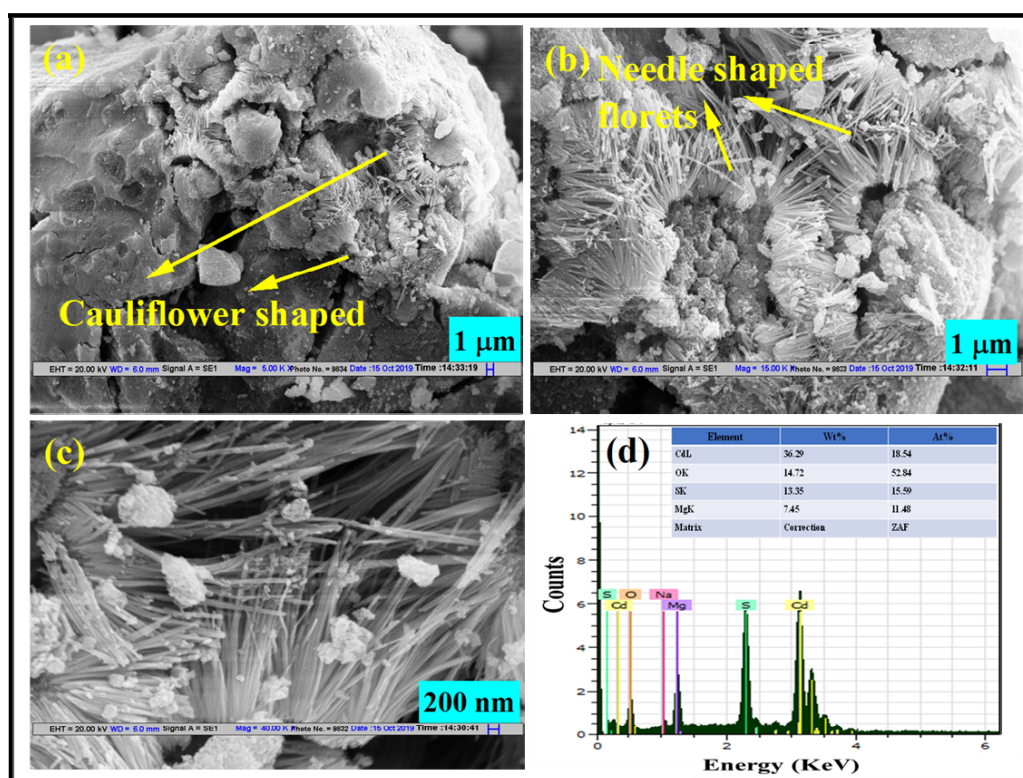 (a)
Cauliflower shaped
1 μm
EHT = 20.00 kV WD = 6.0 mm Signal A = SE1 Mag = 5.00 K X Photo No. = 9834 Date :15 Oct 2019 Time :14:33:19
(b)
Needle shaped
florets
1 μm
EHT = 20.00 kV WD = 6.0 mm Signal A = SE1 Mag = 15.00 K X Photo No. = 9833 Date :15 Oct 2019 Time :14:32:11
(c)
200 nm
EHT = 20.00 kV WD = 6.0 mm Signal A = SE1 Mag = 40.00 K X Photo No. = 9832 Date :15 Oct 2019 Time :14:30:41
(d)
Element Wt% At%
CdL 36.29 18.54
OK 14.72 52.84
SK 13.35 15.59
MgK 7.45 11.48
Matrix Correction ZAF
14
12
10
8
6
4
2
0
Counts
S O Na S Cd
Cd Mg
0 2 4 6
Energy (KeV)